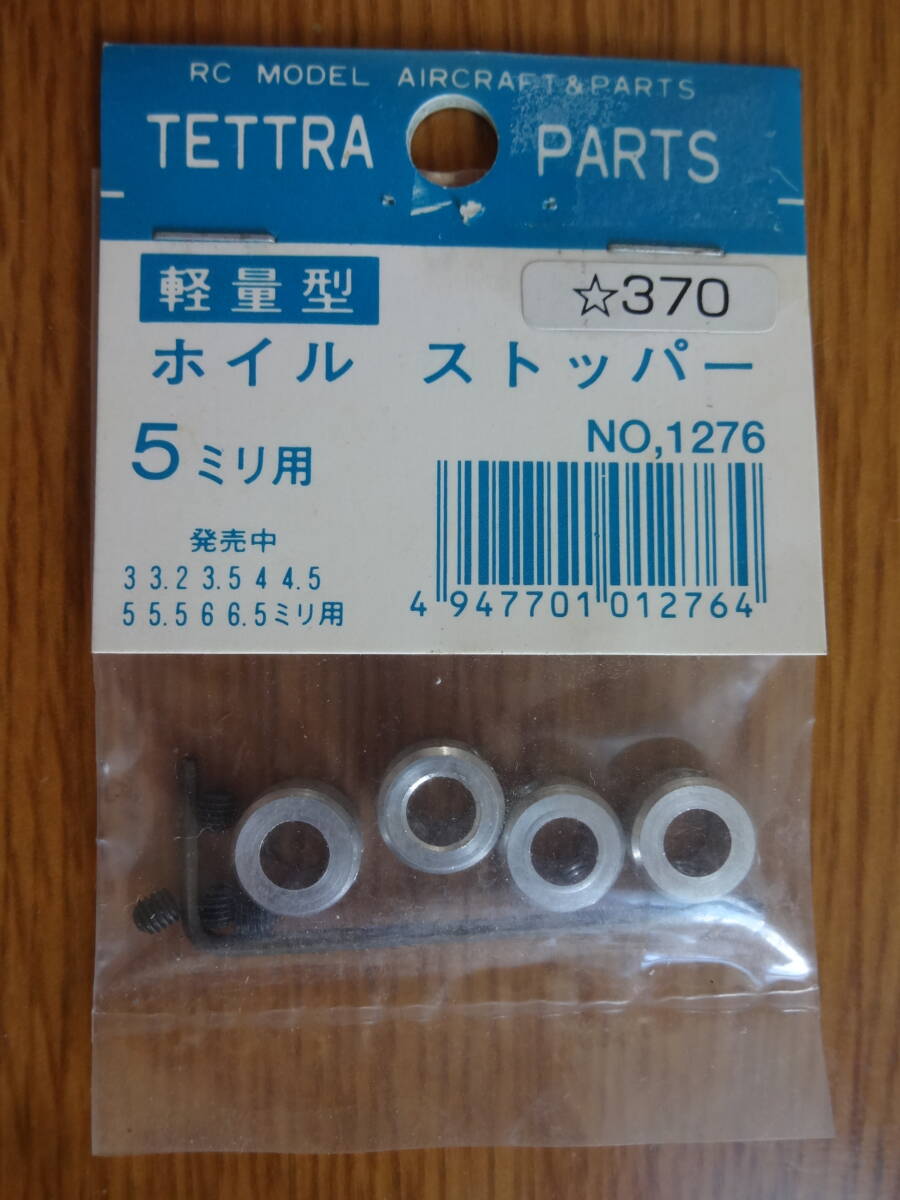 RC MODEL AIRCRAFT & PARTS
TETTRA PARTS
軽量型
☆370
ホイル ストッパー
5ミリ用
NO,1276
発売中
3 3.2 3.5 4 4.5
5 5.5 6 6.5ミリ用
4 947701 012764